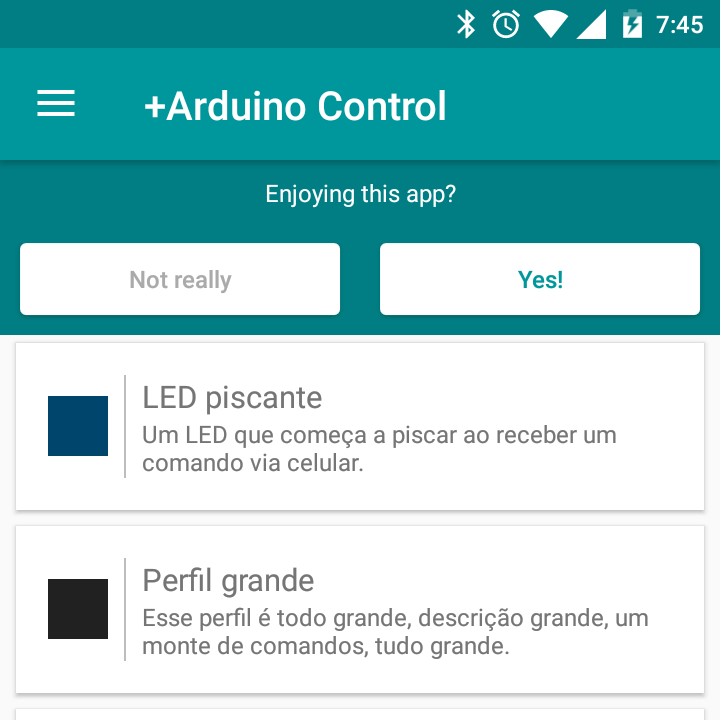 7:45
+Arduino Control
Enjoying this app?
Not really
Yes!
LED piscante
Um LED que começa a piscar ao receber um
comando via celular.
Perfil grande
Esse perfil é todo grande, descrição grande, um
monte de comandos, tudo grande.